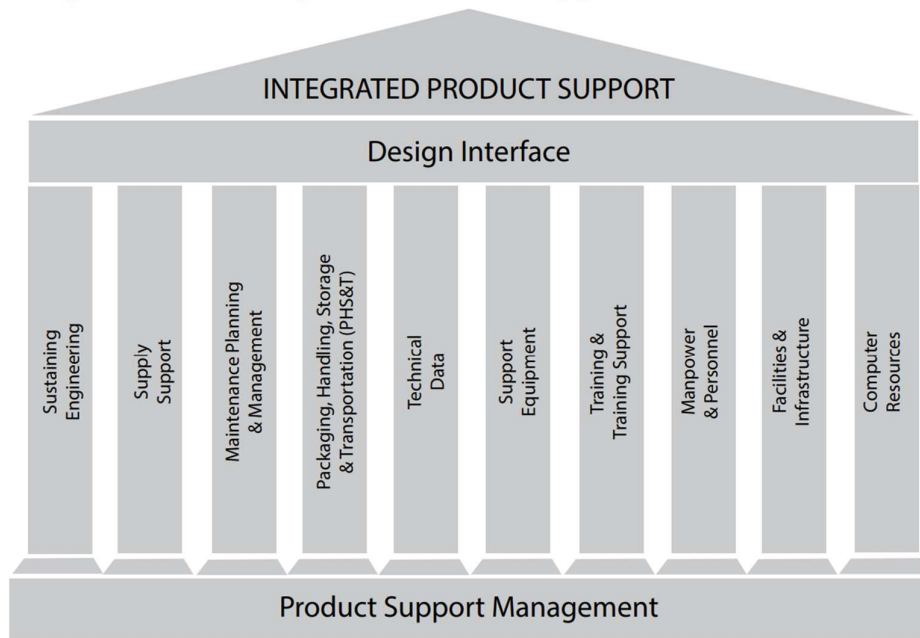 INTEGRATED PRODUCT SUPPORT
Design Interface
Sustaining
Engineering
Supply
Support
Maintenance Planning
& Management
Packaging, Handling, Storage
& Transportation (PHS&T)
Technical
Data
Support
Equipment
Training &
Training Support
Manpower
& Personnel
Facilities &
Infrastructure
Computer
Resources
Product Support Management